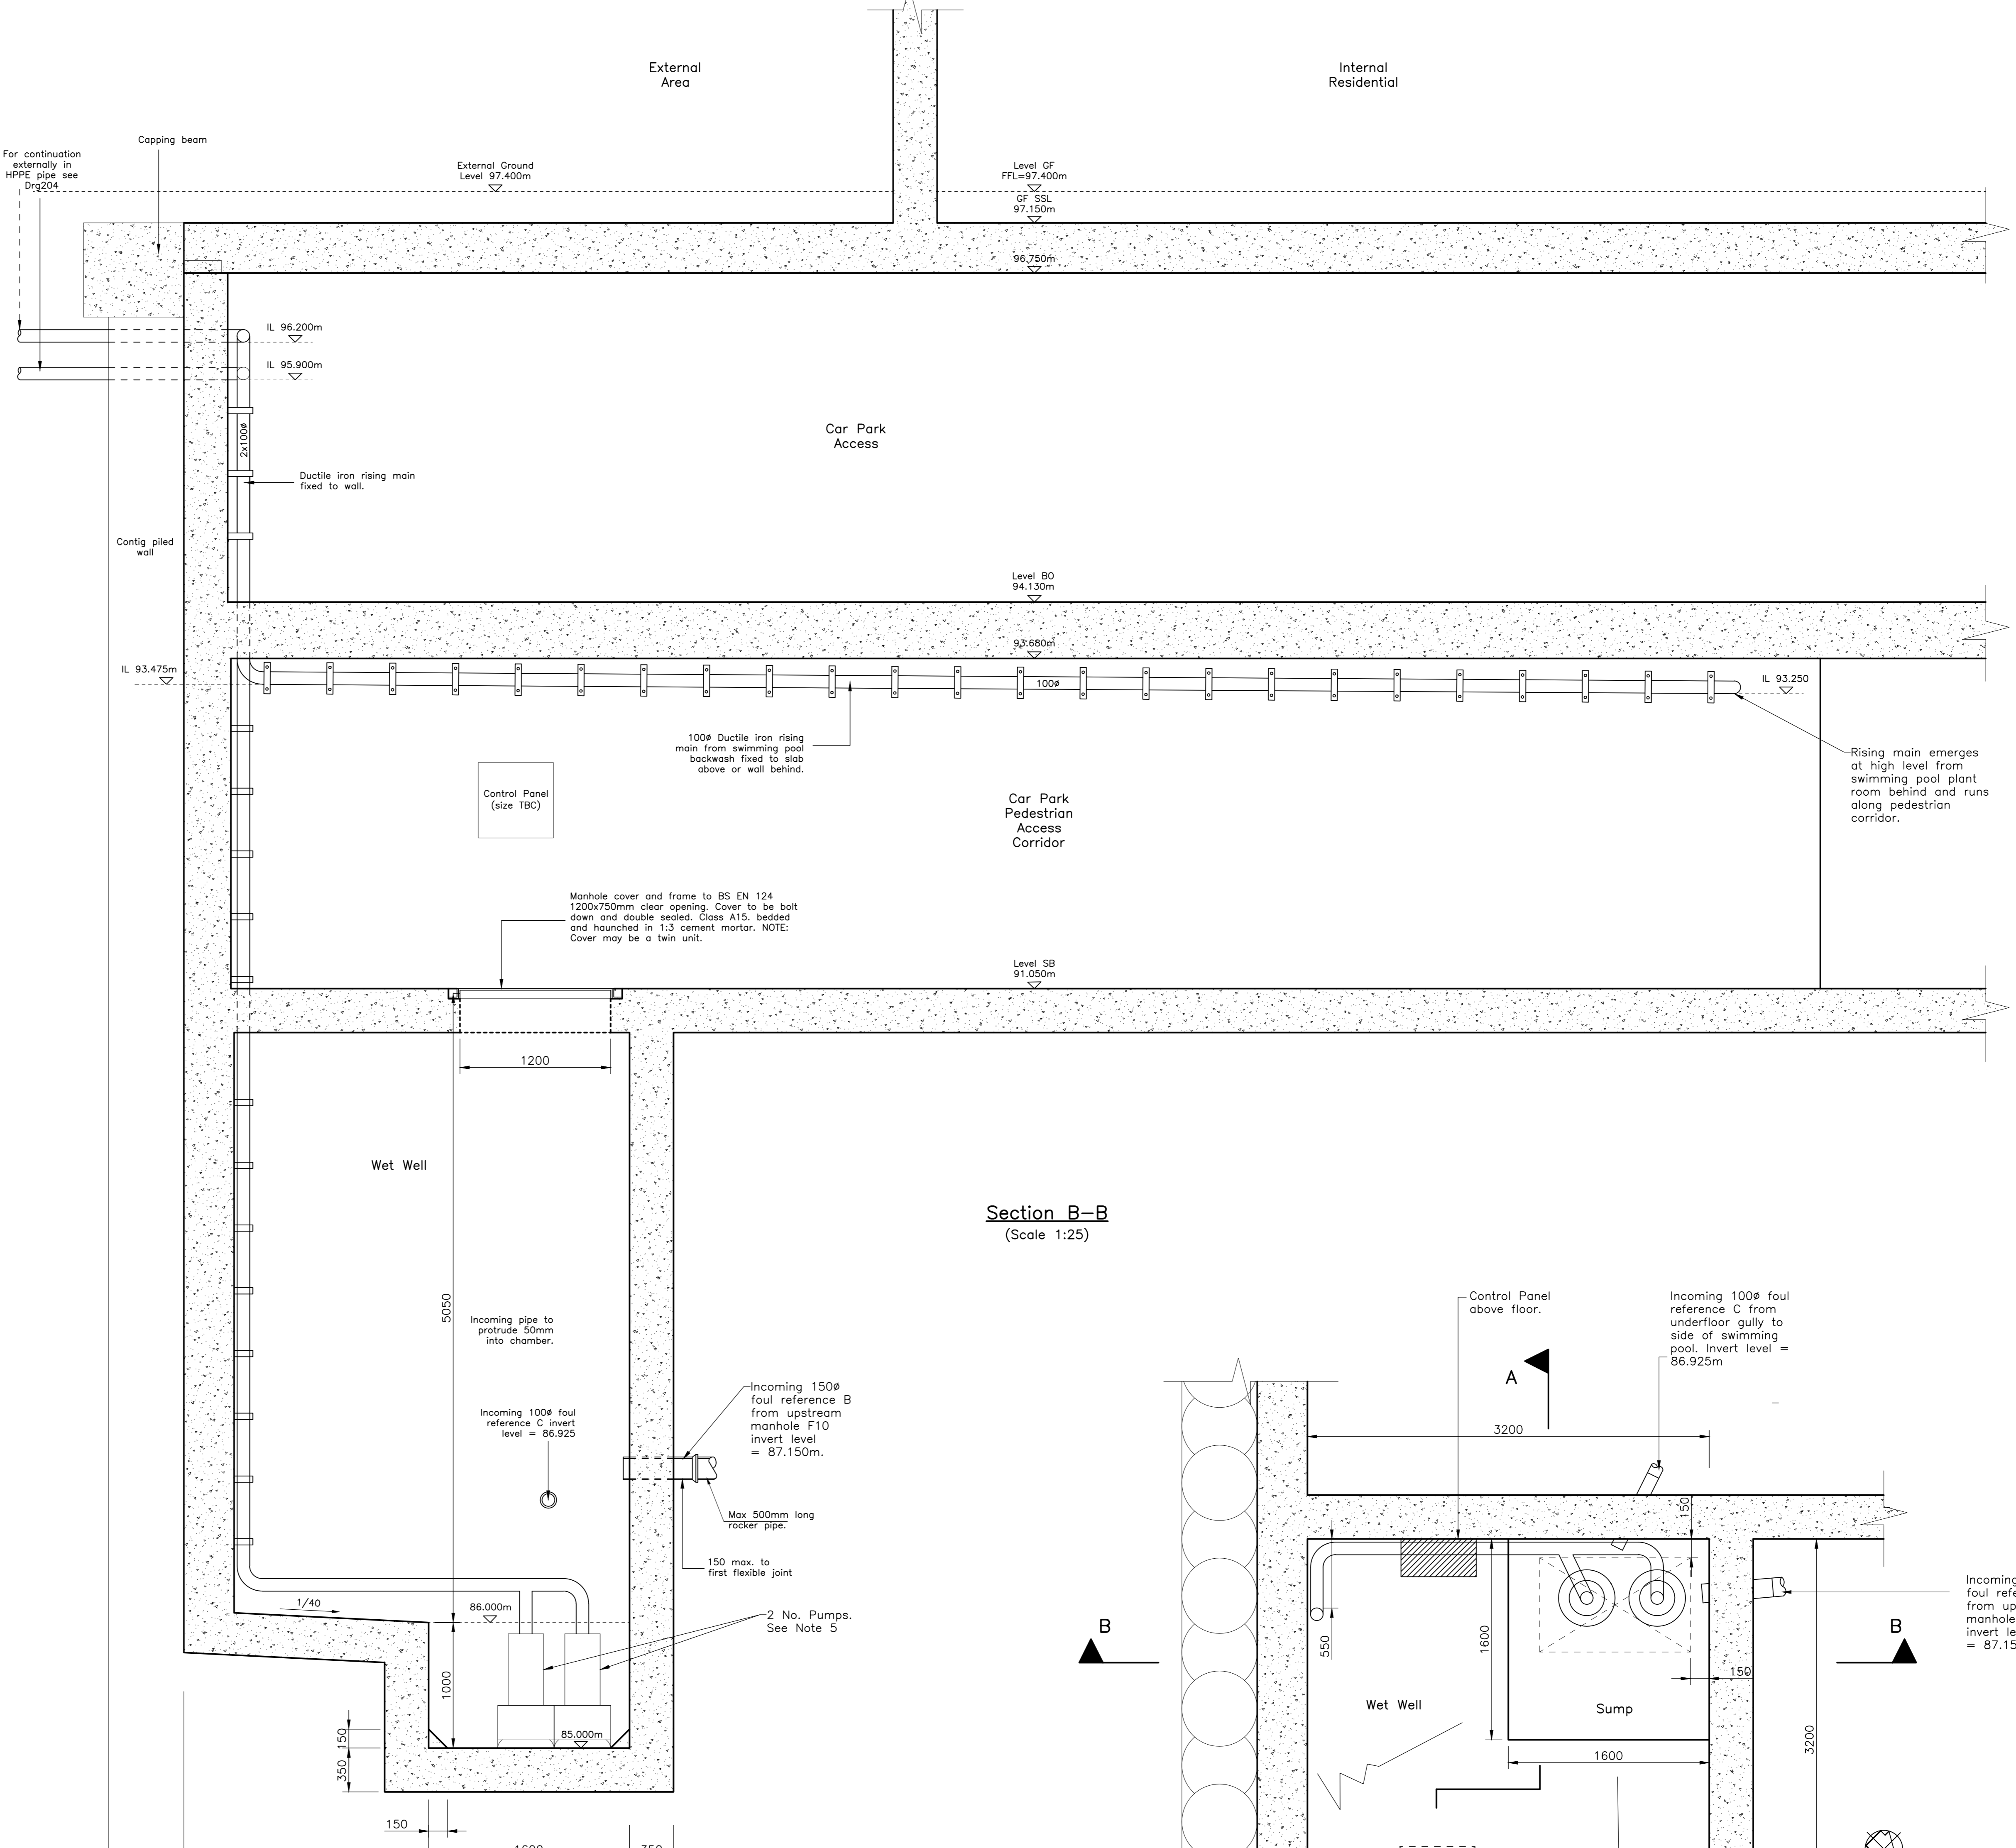 External
Area
Internal
Residential
Capping beam
For continuation
externally in
HPPE pipe see
Drg204
External Ground
Level 97.400m
Level GF
FFL=97.400m
GF SSL
97.150m
96.750m
IL 96.200m
IL 95.900m
2x100ø
Car Park
Access
Ductile iron rising main
fixed to wall.
Contig piled
wall
Level B0
94.130m
93.680m
IL 93.475m
100ø
IL 93.250
100ø Ductile iron rising
main from swimming pool
backwash fixed to slab
above or wall behind.
Rising main emerges
at high level from
swimming pool plant
room behind and runs
along pedestrian
corridor.
Control Panel
(size TBC)
Car Park
Pedestrian
Access
Corridor
Manhole cover and frame to BS EN 124
1200x750mm clear opening. Cover to be bolt
down and double sealed. Class A15. bedded
and haunched in 1:3 cement mortar. NOTE:
Cover may be a twin unit.
Level SB
91.050m
1200
Wet Well
Section B-B
(Scale 1:25)
5050
Incoming pipe to
protrude 50mm
into chamber.
Incoming 100ø foul
reference C invert
level = 86.925
Incoming 150ø
foul reference B
from upstream
manhole F10
invert level
= 87.150m.
Max 500mm long
rocker pipe.
150 max. to
first flexible joint
1/40
86.000m
2 No. Pumps.
See Note 5
1000
85.000m
150
350
150
1600
350
Control Panel
above floor.
Incoming 100ø foul
reference C from
underfloor gully to
side of swimming
pool. Invert level =
86.925m
A
3200
150
550
1600
B
B
150
Wet Well
Sump
1600
3200
Incoming
foul refe
from up
manhole
invert le
= 87.15